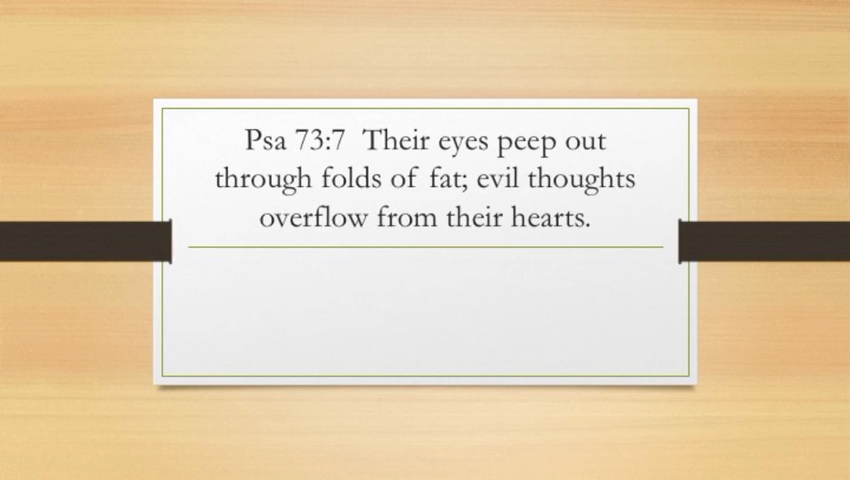 Psa 73:7  Their eyes peep out
through folds of fat; evil thoughts
overflow from their hearts.